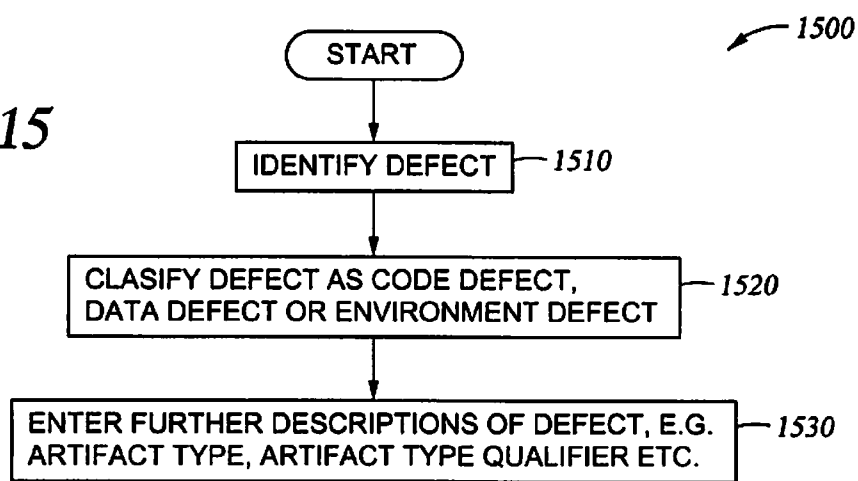 1500
START
15
IDENTIFY DEFECT
1510
CLASIFY DEFECT AS CODE DEFECT,
DATA DEFECT OR ENVIRONMENT DEFECT
1520
ENTER FURTHER DESCRIPTIONS OF DEFECT, E.G.
ARTIFACT TYPE, ARTIFACT TYPE QUALIFIER ETC.
1530